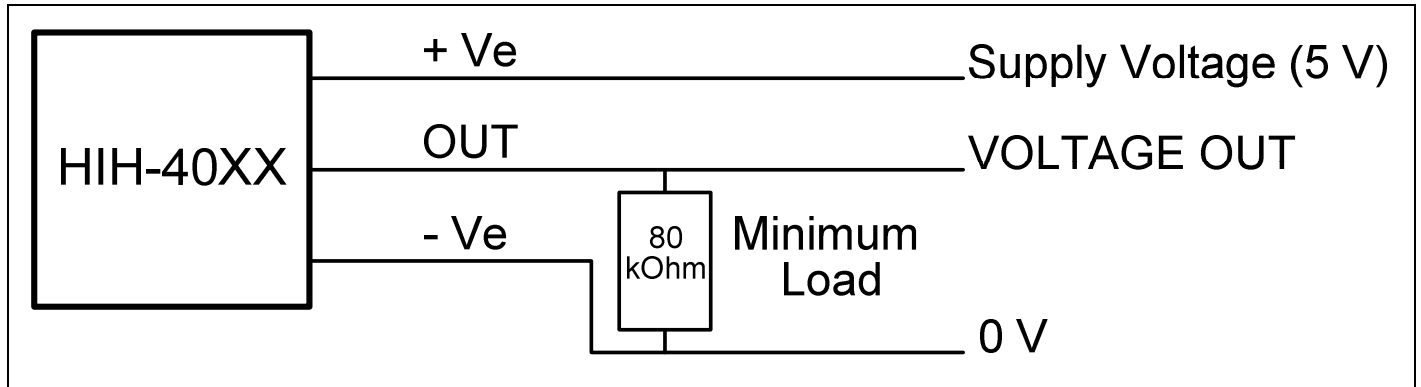 + Ve
Supply Voltage (5 V)
HIH-40XX
OUT
VOLTAGE OUT
- Ve
80
kOhm
Minimum
Load
0 V